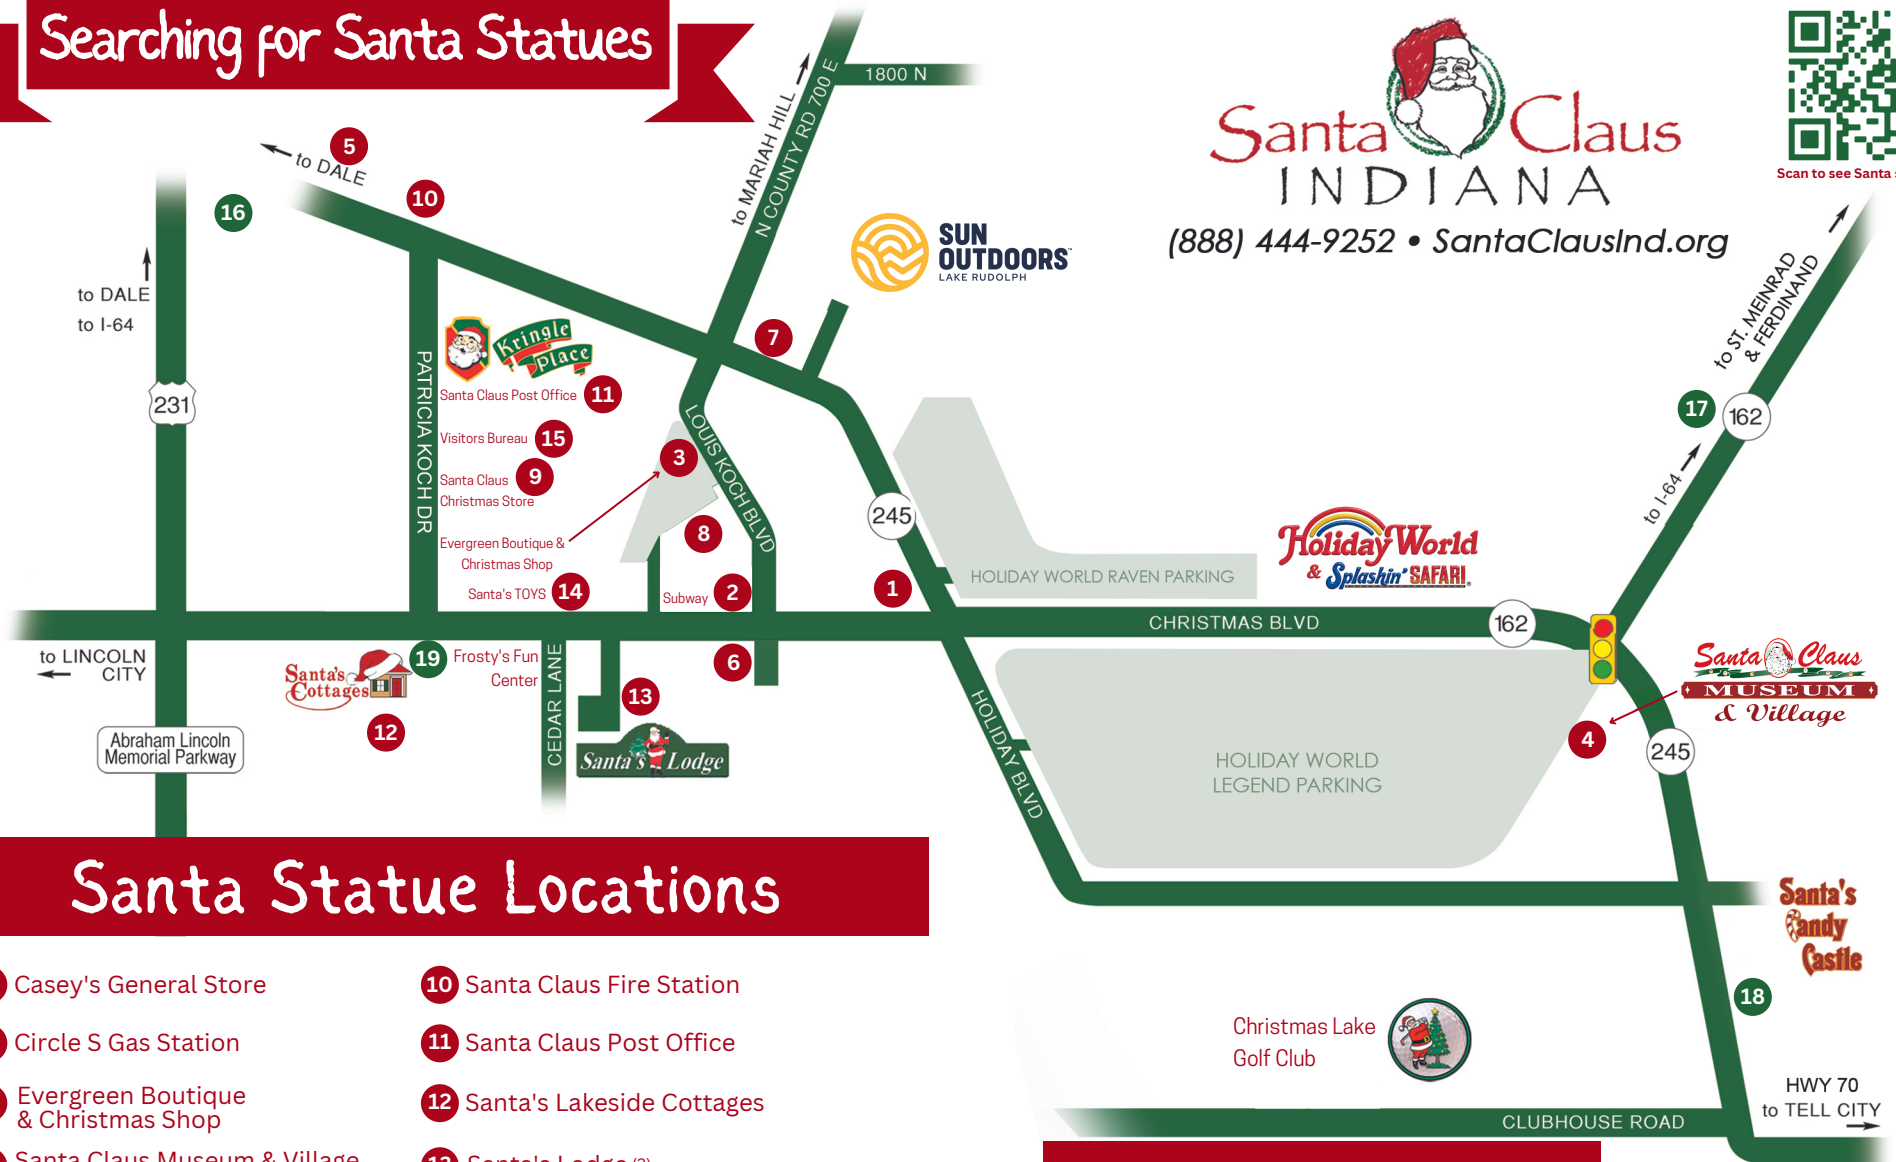 Searching for Santa Statues
Santa Claus
INDIANA
(888) 444-9252 • SantaClausInd.org
Scan to see Santa
1800 N
to MARIAH HILL
N COUNTY RD 700 E
5
to DALE
10
16
to DALE
to I-64
231
PATRICIA KOCH DR
Kringle
Place
Santa Claus Post Office 11
Visitors Bureau 15
Santa Claus 9
Christmas Store
Evergreen Boutique &
Christmas Shop
Santa's TOYS 14
3
LOUIS KOCH BLVD
8
Subway 2
7
SUN
OUTDOORS
LAKE RUDOLPH
245
1
HOLIDAY WORLD RAVEN PARKING
Holiday World
& Splashin' SAFARI
CHRISTMAS BLVD
162
to ST. MEINRAD
& FERDINAND
17
162
to I-64
to LINCOLN
CITY
Santa's
Cottages
12
19
Frosty's Fun
Center
CEDAR LANE
13
Santa's Lodge
6
Abraham Lincoln
Memorial Parkway
HOLIDAY BLVD
HOLIDAY WORLD
LEGEND PARKING
Santa Claus
MUSEUM
& Village
4
245
Santa's
Candy
Castle
18
Christmas Lake
Golf Club
HWY 70
to TELL CITY
CLUBHOUSE ROAD
Santa Statue Locations
Casey's General Store
Circle S Gas Station
Evergreen Boutique
& Christmas Shop
Santa Claus Museum & Village
10 Santa Claus Fire Station
11 Santa Claus Post Office
12 Santa's Lakeside Cottages
13 Santa's Lodge